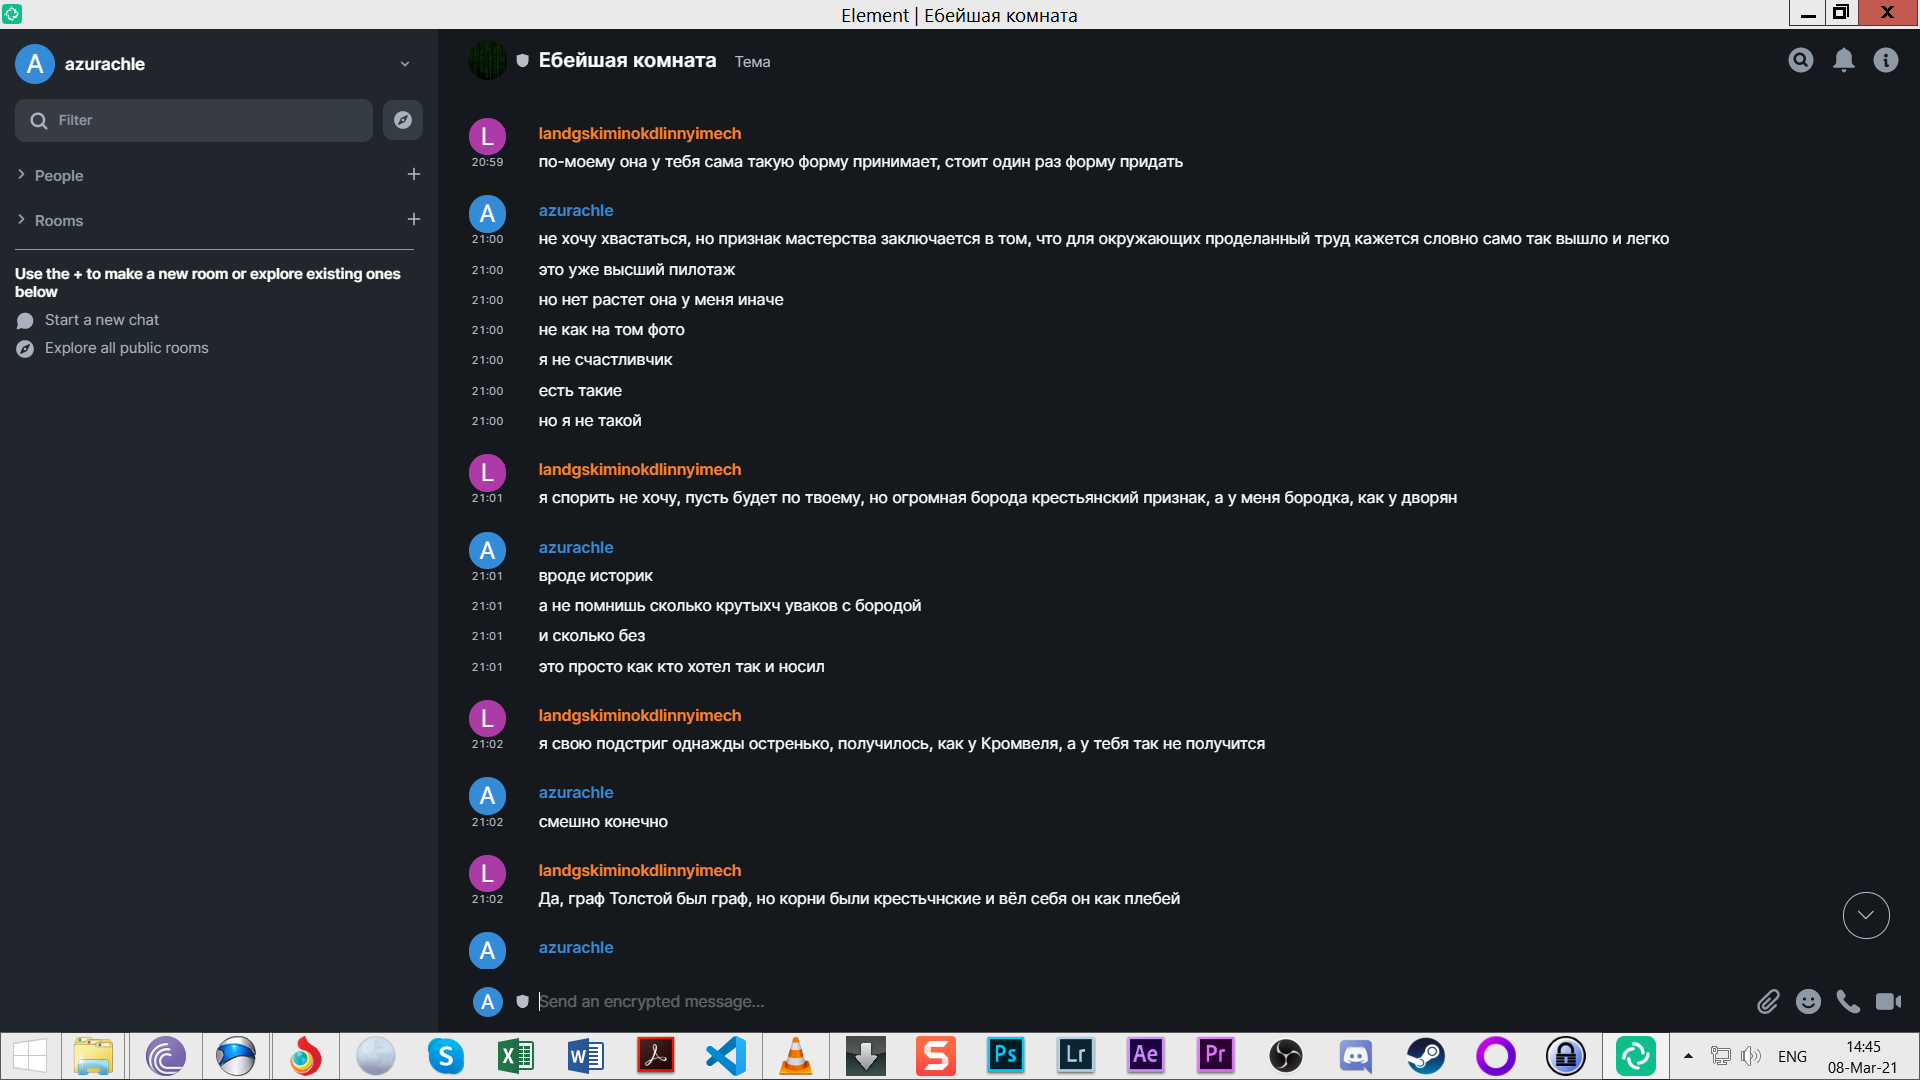 Element | Ебейшая комната
A azurachle
Filter
People
Rooms
Use the + to make a new room or explore existing ones
below
Start a new chat
Explore all public rooms
Ебейшая комната Тема
L landgskiminokdlinnyimech
20:59 по-моему она у тебя сама такую форму принимает, стоит один раз форму придать
A azurachle
21:00 не хочу хвастаться, но признак мастерства заключается в том, что для окружающих проделанный труд кажется словно само так вышло и легко
21:00 это уже высший пилотаж
21:00 но нет растет она у меня иначе
21:00 не как на том фото
21:00 я не счастливчик
21:00 есть такие
21:00 но я не такой
L landgskiminokdlinnyimech
21:01 я спорить не хочу, пусть будет по твоему, но огромная борода крестьянский признак, а у меня бородка, как у дворян
A azurachle
21:01 вроде историк
21:01 а не помнишь сколько крутыхч уваков с бородой
21:01 и сколько без
21:01 это просто как кто хотел так и носил
L landgskiminokdlinnyimech
21:02 я свою подстриг однажды остренько, получилось, как у Кромвеля, а у тебя так не получится
A azurachle
21:02 смешно конечно
L landgskiminokdlinnyimech
21:02 Да, граф Толстой был граф, но корни были крестьчнские и вёл себя он как плебей
A azurachle
A Send an encrypted message...
S X W Ps Lr Ae Pr
ENG 14:45
08-Mar-21